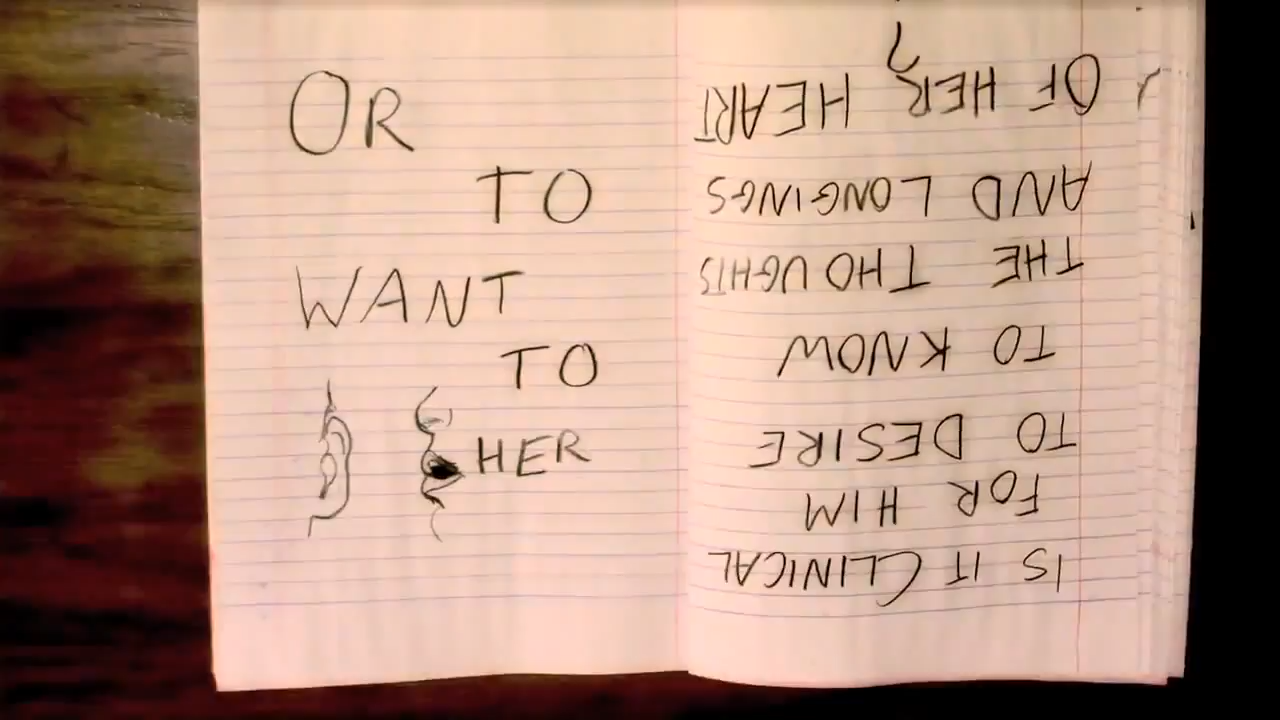 OR
TO
WANT
TO
HER
IS IT CLINICAL
FOR HIM
TO DESIRE
TO KNOW
THE THOUGHTS
AND LONGINGS
OF HER, HEART